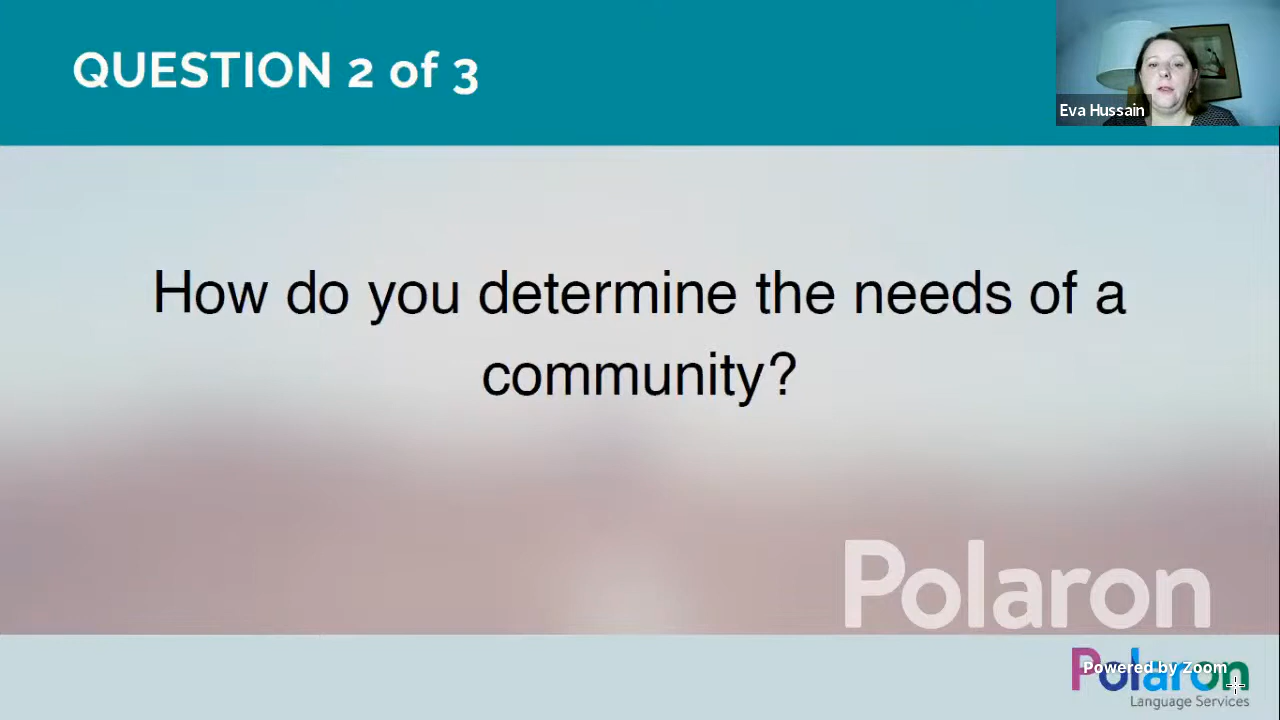 QUESTION 2 of 3
Eva Hussain
How do you determine the needs of a
community?
Polaron
Polaron
Powered by Zoom
Language Services